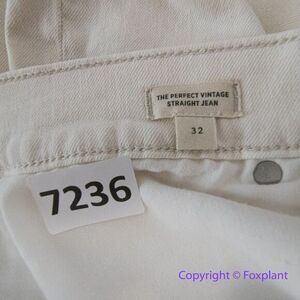 THE PERFECT VINTAGE
STRAIGHT JEAN
32
7236
Copyright © Foxplant